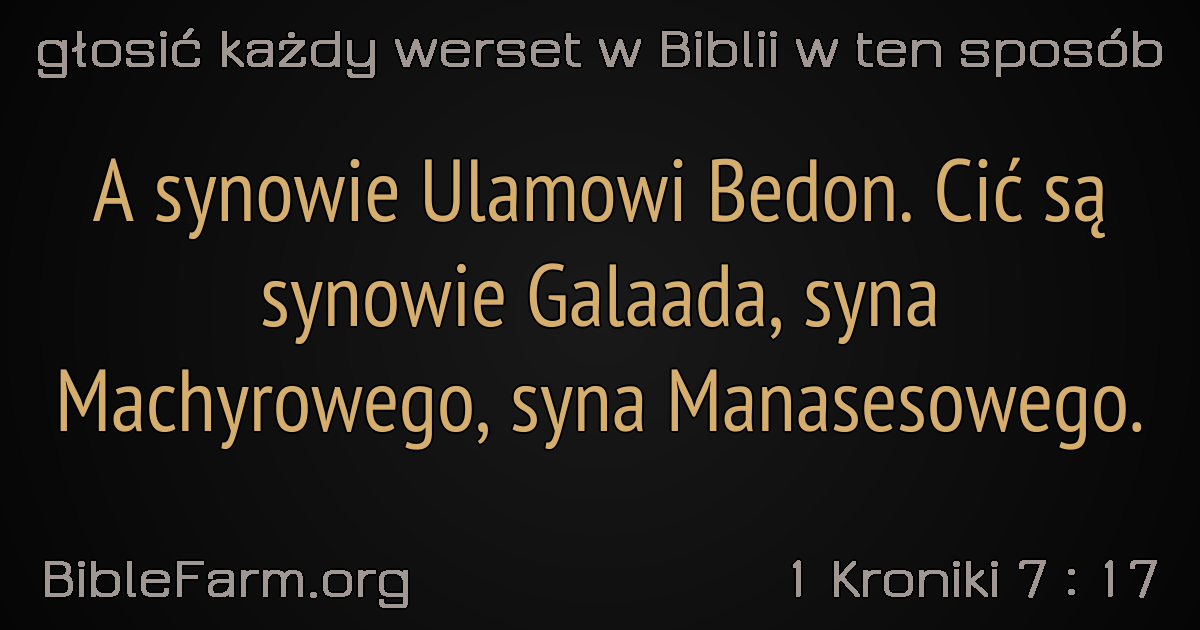 głosić każdy werset w Biblii w ten sposób
A synowie Ulamowi Bedon. Cić są
synowie Galaada, syna
Machyrowego, syna Manasesowego.
BibleFarm.org
1 Kroniki 7 : 17